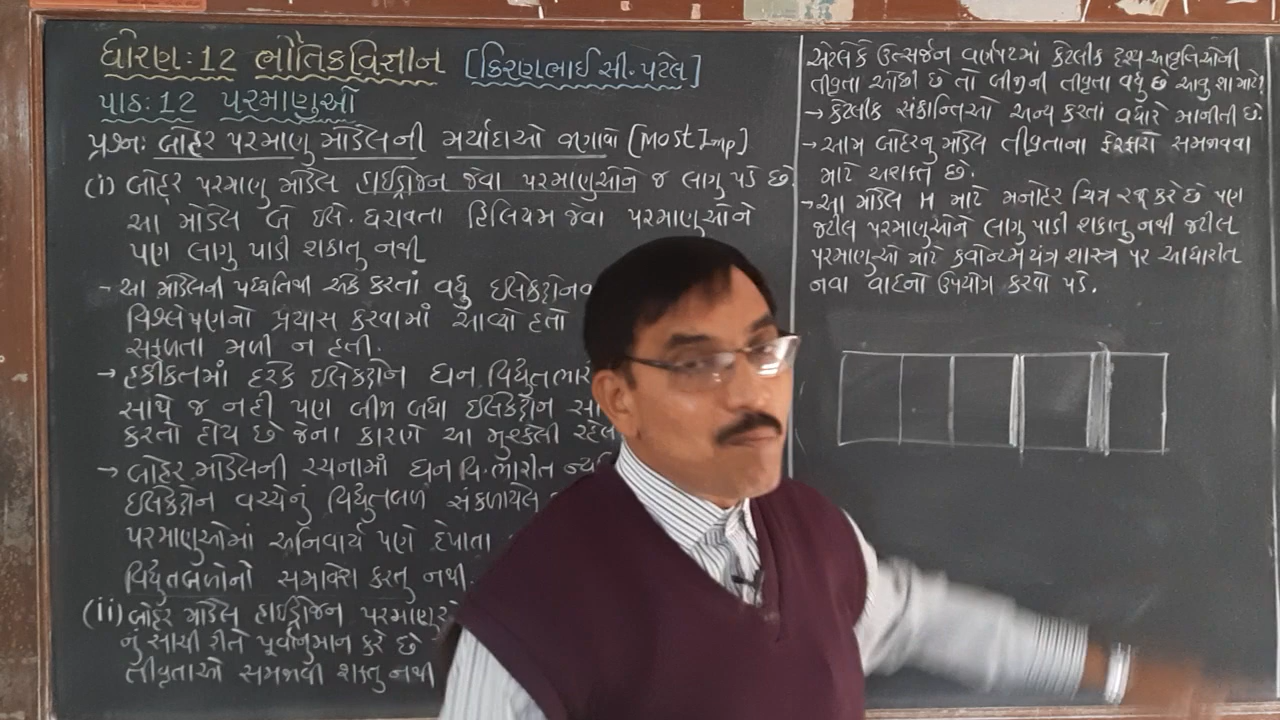 ધોરણ:12 ભૌતિકવિજ્ઞાન [કિરણભાઈ સી. પટેલ]
પાઠ:12 પરમાણુઓ
પ્રશ્ન: બોહર પરમાણુ મોડેલની મર્યાદાઓ જણાવો [Most Imp]
(i) બોહર પરમાણુ મોડેલ હાઈડ્રોજન જેવા પરમાણુઓને જ લાગુ પડે છે
આ મોડેલ બે ઈલે. ધરાવતા હિલિયમ જેવા પરમાણુઓને
પણ લાગુ પાડી શકાતુ નથી
- આ મોડેલની પધ્ધતિથી એક કરતાં વધુ
વિશ્લેષણનો પ્રયાસ કરવામાં આવ્યો હતો
સફળતા મળી ન હતી.
→ હકીકતમાં દરેક ઈલેક્ટ્રોન ધન વિદ્યુતભાર
સાથે જ નહી પણ બીજા બધા ઈલેક્ટ્રોન
કરતો હોય છે જેના કારણે આ મુશ્કેલી
→ બોહર મોડેલની રચનામાં ધન વિ.ભારીત
ઈલેક્ટ્રોન વચ્ચેનું વિદ્યુતબળ સંકળાયેલ
પરમાણુઓમાં અનિવાર્ય પણે દેખાતા
વિદ્યુતબળોનો સમાવેશ કરતુ નથી.
(ii) બોહર મોડેલ હાઈડ્રોજન
નું સાચી રીતે પૂર્વાનુમાન કરે છે
તીવ્રતાઓ સમજાવી શકતુ નથી
એટલેકે ઉત્સર્જન વર્ણપટમાં કેટલીક દૃશ્ય આવૃત્તિઓની
તીવ્રતા ઓછી છે તો બીજાની તીવ્રતા વધુ છે આવુ શા માટે?
→ કેટલીક સંક્રાન્તિઓ અન્ય કરતાં વધારે માનીતી છે.
→ આમ બોહરનુ મોડેલ તીવ્રતાના ફેરફારો સમજાવવા
માટે અશક્ત છે.
→ આ મોડેલ H માટે મનોહર ચિત્ર રજૂ કરે છે પણ
જટીલ પરમાણુઓને લાગુ પાડી શકાતુ નથી જટીલ
પરમાણુઓ માટે ક્વોન્ટમ યંત્ર શાસ્ત્ર પર આધારીત
નવા વાદનો ઉપયોગ કરવો પડે.